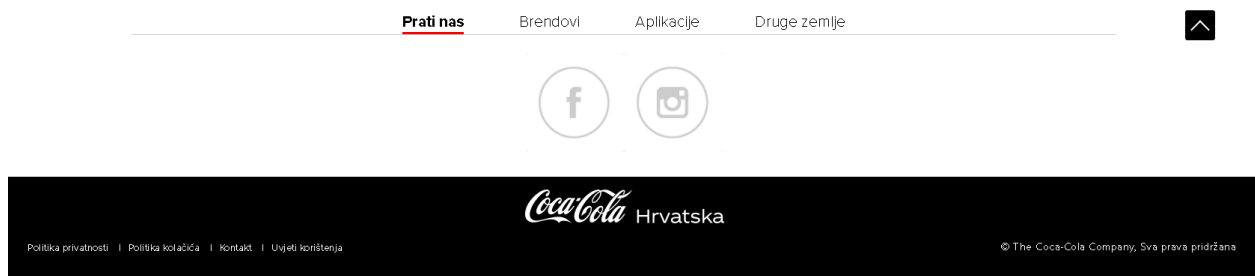 Prati nas Brendovi Aplikacije Druge zemlje
Coca-Cola Hrvatska
Politika privatnosti | Politika kolačića | Kontakt | Uvjeti korištenja © The Coca-Cola Company, Sva prava pridržana